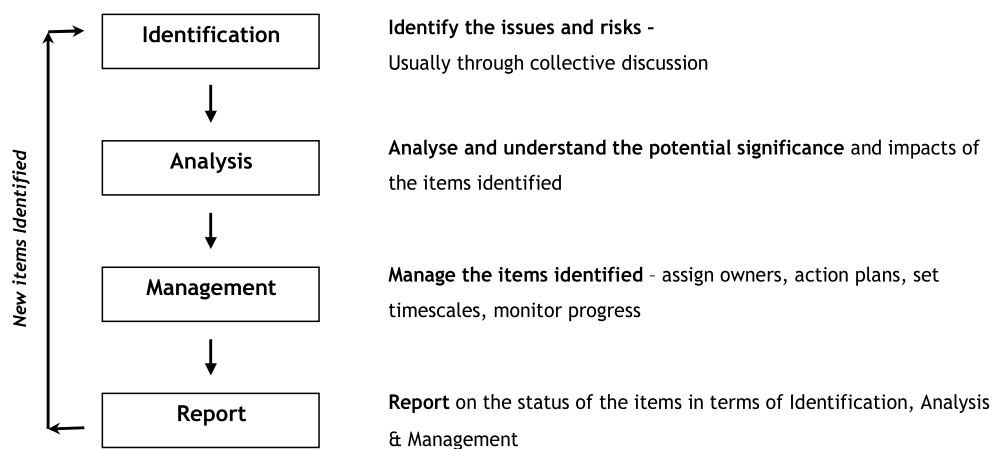 Identification
Identify the issues and risks –
Usually through collective discussion
Analysis
Analyse and understand the potential significance and impacts of
the items identified
New items Identified
Management
Manage the items identified – assign owners, action plans, set
timescales, monitor progress
Report
Report on the status of the items in terms of Identification, Analysis
& Management